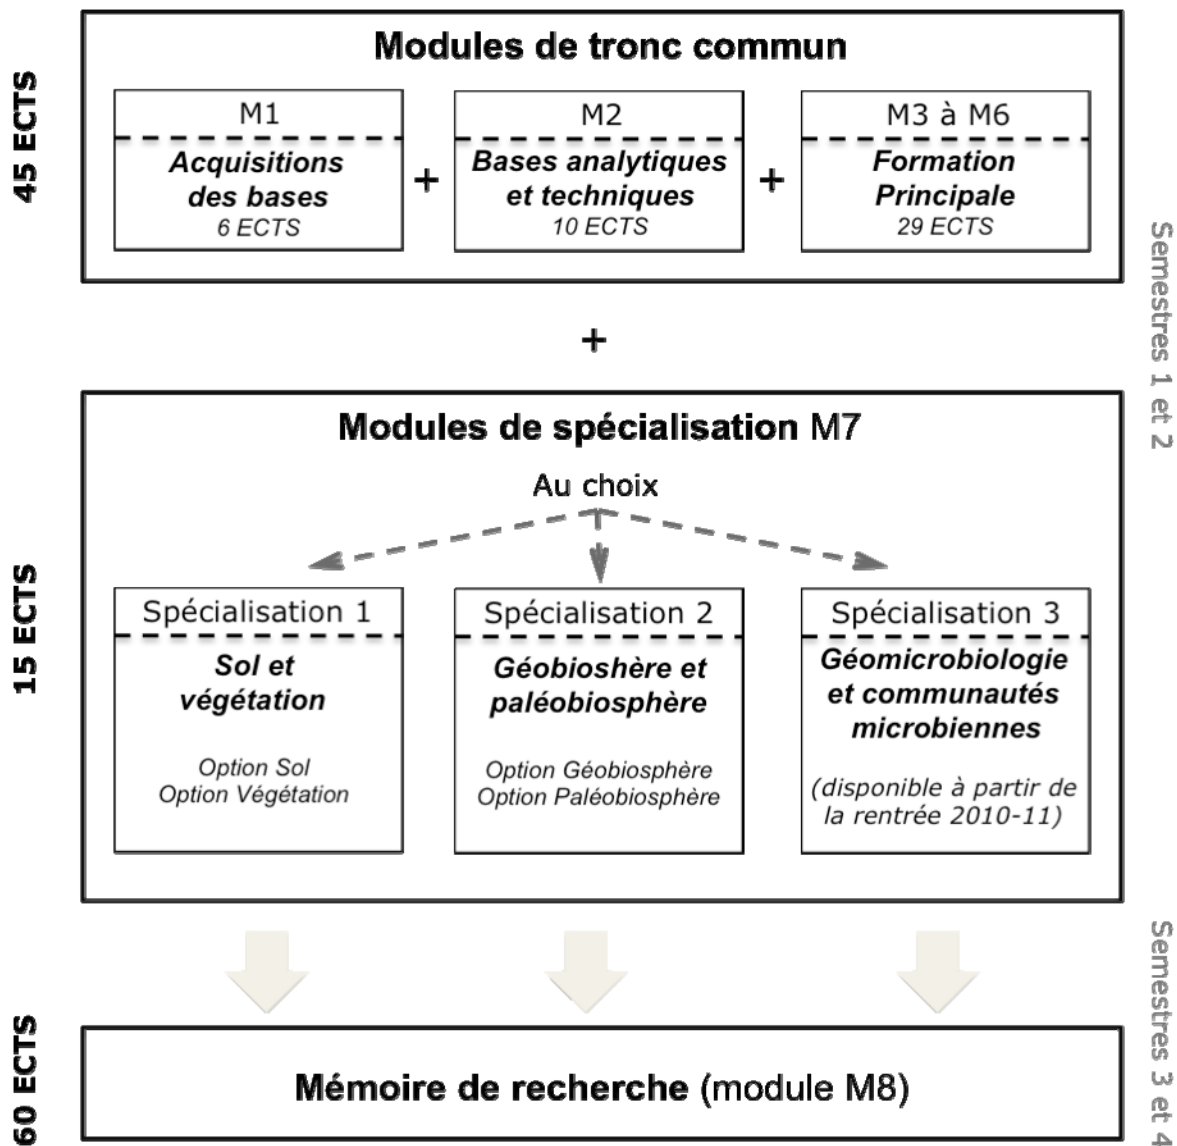 45 ECTS
Modules de tronc commun
M1
Acquisitions
des bases
6 ECTS
+
M2
Bases analytiques
et techniques
10 ECTS
+
M3 à M6
Formation
Principale
29 ECTS
Semestres 1 et 2
+
15 ECTS
Modules de spécialisation M7
Au choix
Spécialisation 1
Sol et
végétation
Option Sol
Option Végétation
Spécialisation 2
Géobioshère et
paléobiosphère
Option Géobiosphère
Option Paléobiosphère
Spécialisation 3
Géomicrobiologie
et communautés
microbiennes
(disponible à partir de
la rentrée 2010-11)
Semestres 3 et 4
60 ECTS
Mémoire de recherche (module M8)